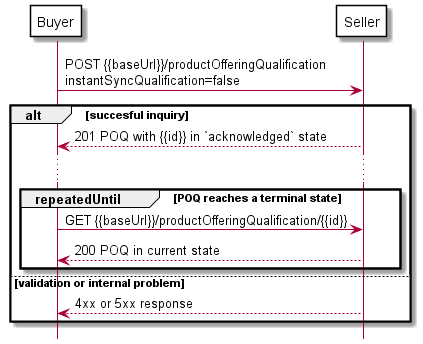 Buyer
Seller
POST {{baseUrl}}/productOfferingQualification
instantSyncQualification=false
alt
[succesful inquiry]
201 POQ with {{id}} in `acknowledged` state
repeatedUntil
[POQ reaches a terminal state]
GET {{baseUrl}}/productOfferingQualification/{{id}}
200 POQ in current state
[validation or internal problem]
4xx or 5xx response